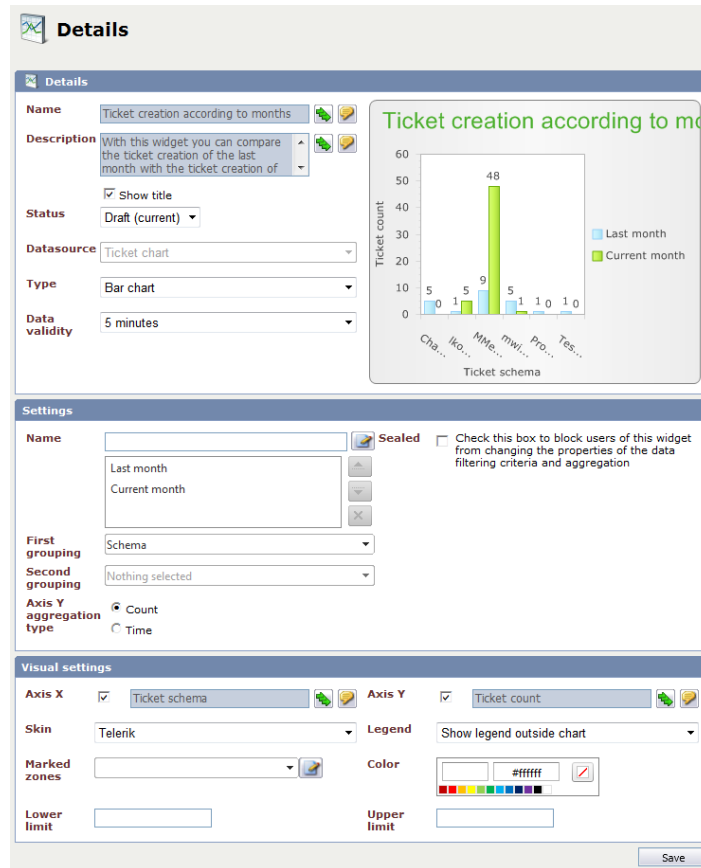 Details
Details
Name
Ticket creation according to months
Description
With this widget you can compare
the ticket creation of the last
month with the ticket creation of
Show title
Status
Draft (current)
Datasource
Ticket chart
Type
Bar chart
Data
validity
5 minutes
Ticket creation according to mo
Ticket count
60
50
40
30
20
10
0
5
0
1
5
9
48
5
1
1
0
1
0
Cha...
Iko...
MMe...
mwi...
Pro...
Tes...
Ticket schema
Last month
Current month
Settings
Name
Last month
Current month
Sealed
Check this box to block users of this widget
from changing the properties of the data
filtering criteria and aggregation
First
grouping
Schema
Second
grouping
Nothing selected
Axis Y
aggregation
type
Count
Time
Visual settings
Axis X
Ticket schema
Axis Y
Ticket count
Skin
Telerik
Legend
Show legend outside chart
Marked
zones
Color
#ffffff
Lower
limit
Upper
limit
Save